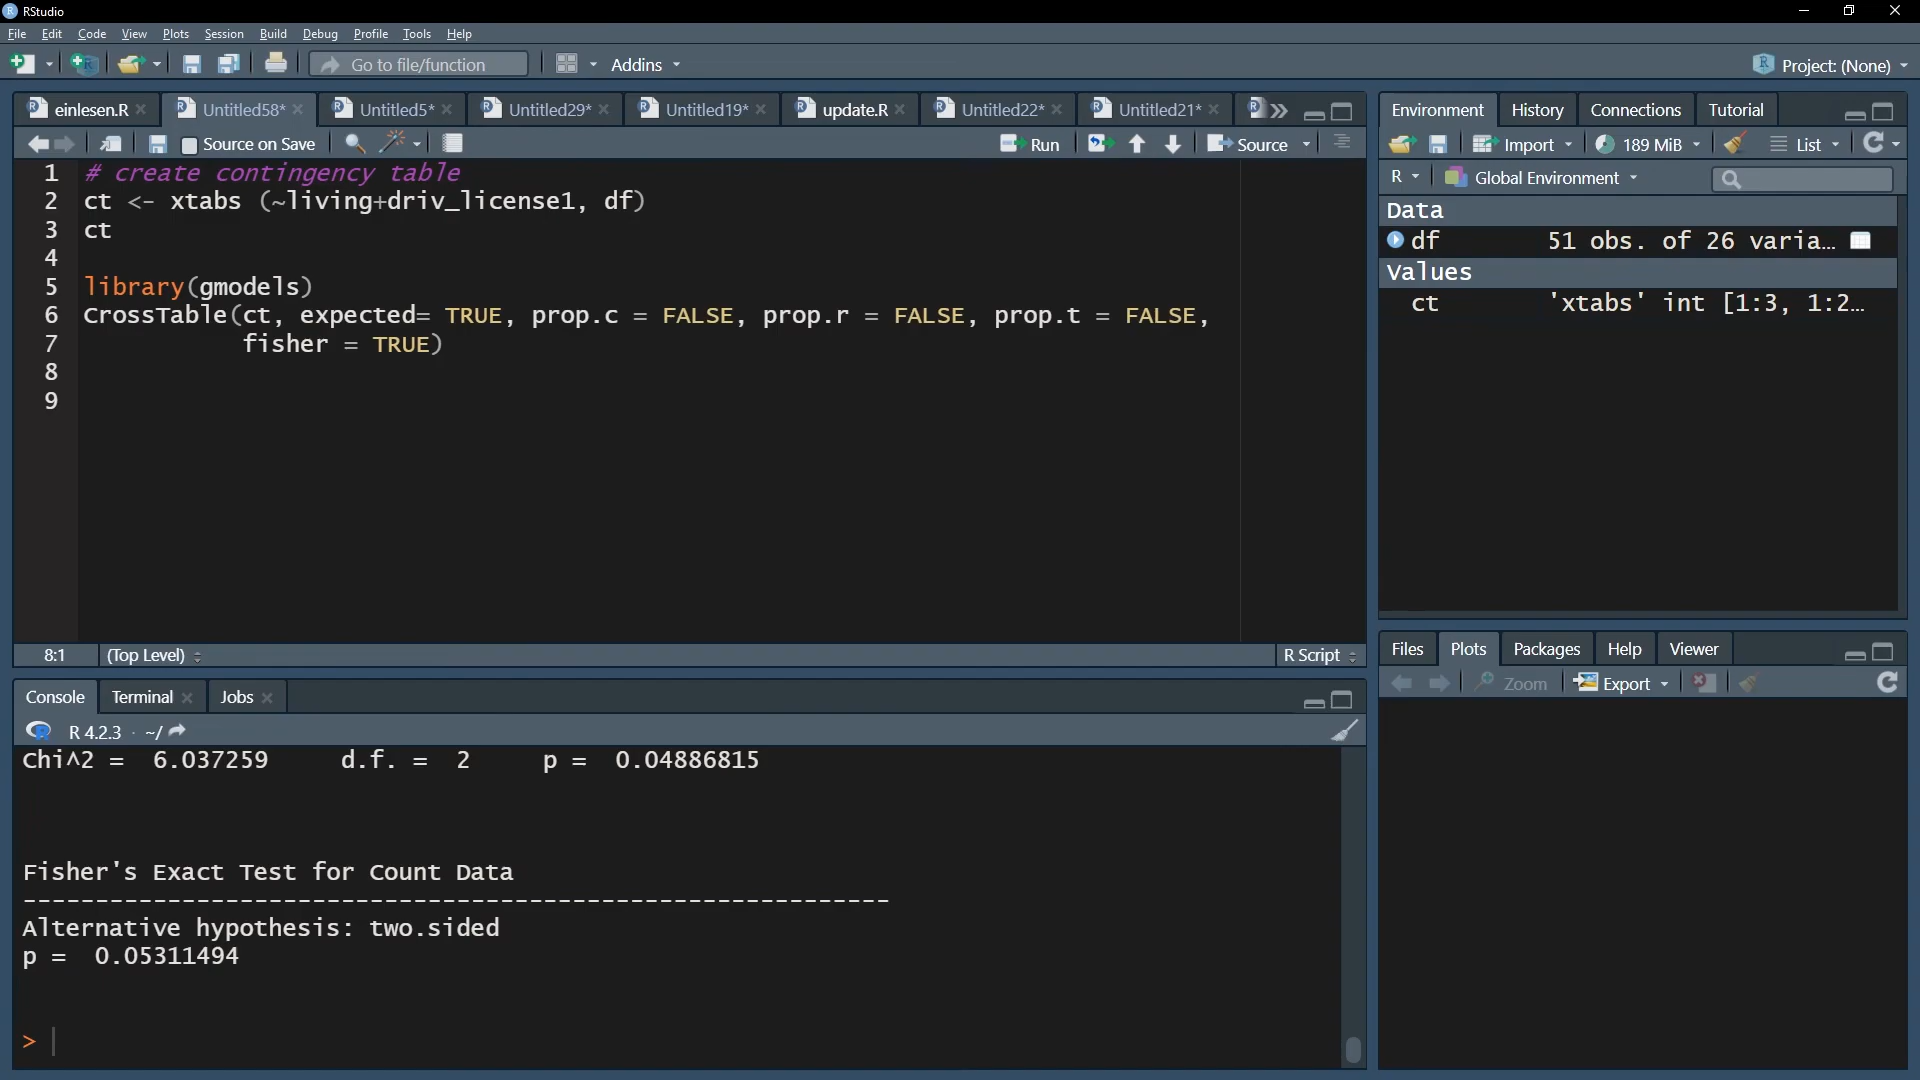 RStudio
File Edit Code View Plots Session Build Debug Profile Tools Help
Go to file/function Addins Project: (None)
einlesen.R Untitled58* Untitled5* Untitled29* Untitled19* update.R Untitled22* Untitled21*
Source on Save Run Source
1 # create contingency table
2 ct <- xtabs (~living+driv_license1, df)
3 ct
4
5 library(gmodels)
6 CrossTable(ct, expected= TRUE, prop.c = FALSE, prop.r = FALSE, prop.t = FALSE,
7 fisher = TRUE)
8
9
8:1 (Top Level) R Script
Console Terminal Jobs
R 4.2.3 · ~/
Chi^2 = 6.037259 d.f. = 2 p = 0.04886815
Fisher's Exact Test for Count Data
------------------------------------------------------------
Alternative hypothesis: two.sided
p = 0.05311494
>
Environment History Connections Tutorial
Import 189 MiB List
R Global Environment
Data
df 51 obs. of 26 varia…
Values
ct 'xtabs' int [1:3, 1:2…
Files Plots Packages Help Viewer
Zoom Export